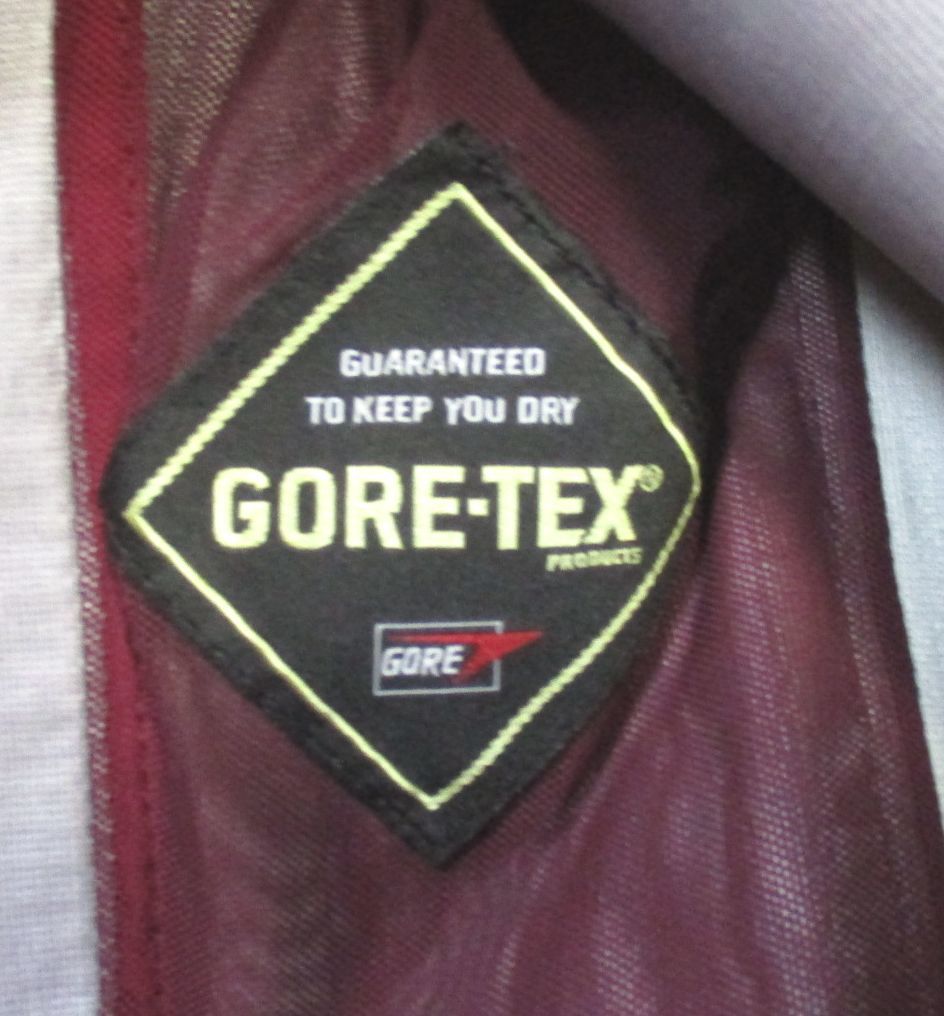 GUARANTEED
TO KEEP YOU DRY
GORE-TEX®
PRODUCTS
GORE